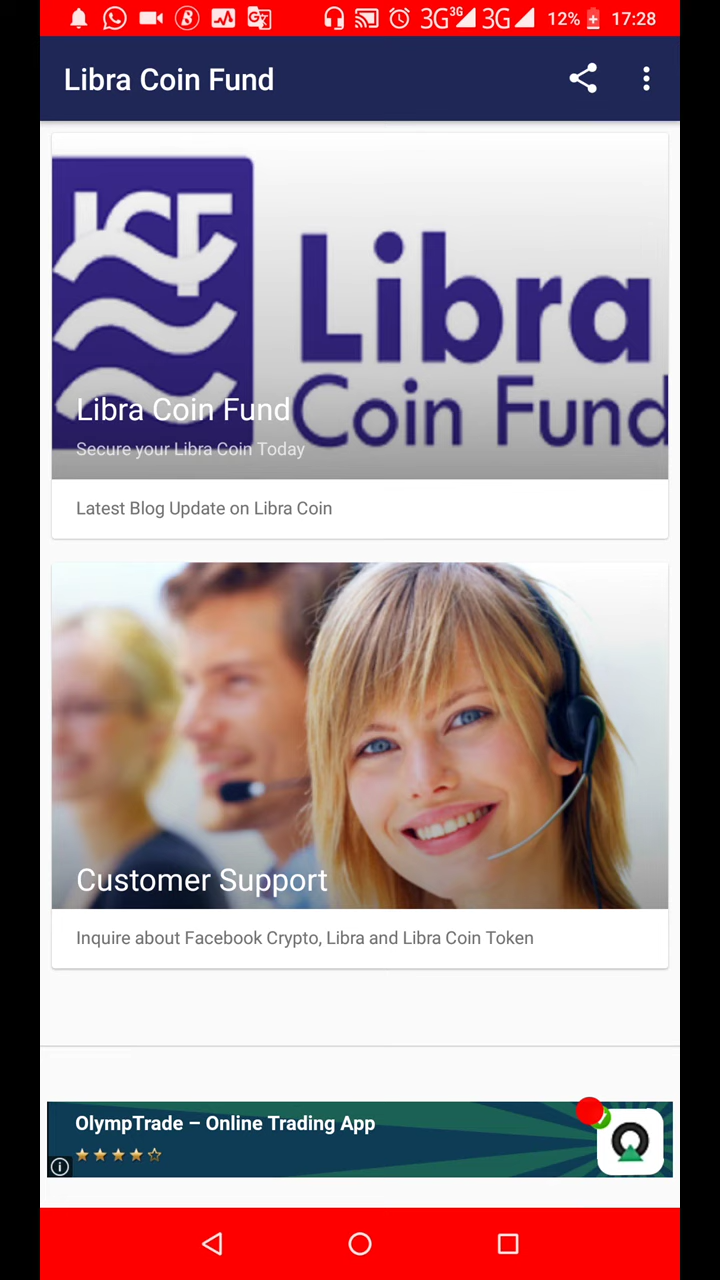 3G 3G 3G 12% 17:28
Libra Coin Fund
LCF
Libra
Coin Fund
Libra Coin Fund
Secure your Libra Coin Today
Latest Blog Update on Libra Coin
Customer Support
Inquire about Facebook Crypto, Libra and Libra Coin Token
OlympTrade – Online Trading App